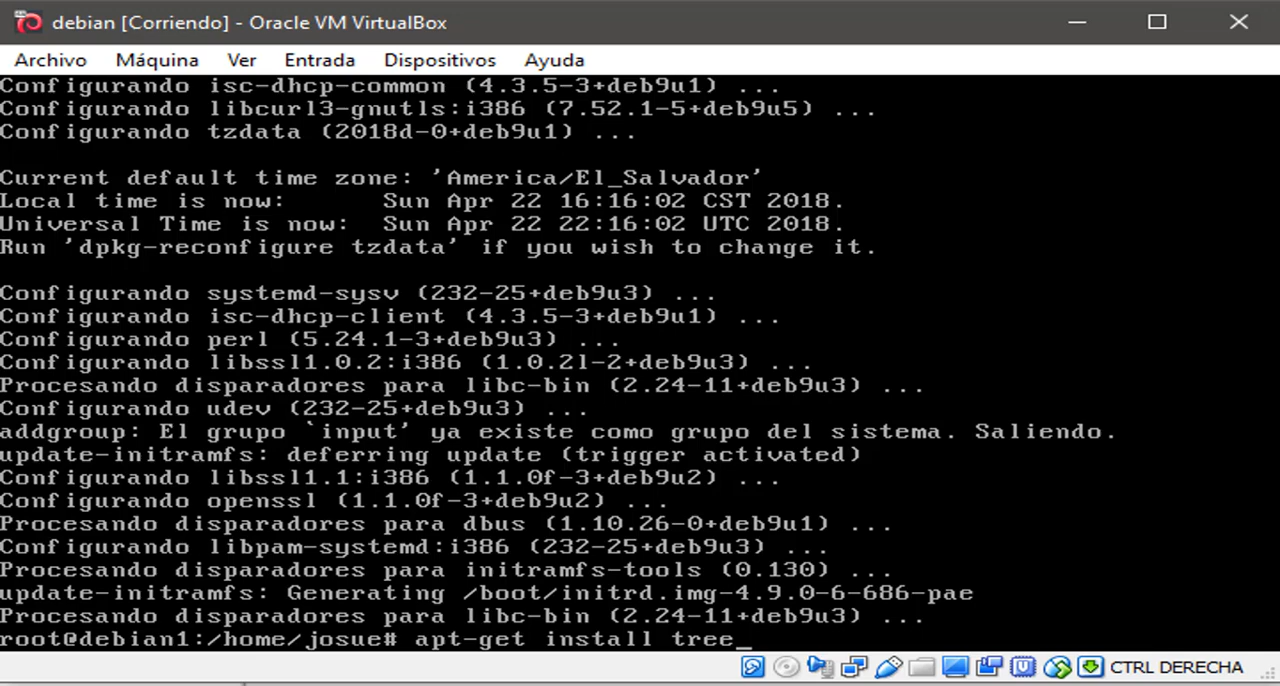 debian [Corriendo] - Oracle VM VirtualBox
Archivo Máquina Ver Entrada Dispositivos Ayuda
Configurando isc-dhcp-common (4.3.5-3+deb9u1) ...
Configurando libcurl3-gnutls:i386 (7.52.1-5+deb9u5) ...
Configurando tzdata (2018d-0+deb9u1) ...
Current default time zone: 'America/El_Salvador'
Local time is now:      Sun Apr 22 16:16:02 CST 2018.
Universal Time is now:  Sun Apr 22 22:16:02 UTC 2018.
Run 'dpkg-reconfigure tzdata' if you wish to change it.
Configurando systemd-sysv (232-25+deb9u3) ...
Configurando isc-dhcp-client (4.3.5-3+deb9u1) ...
Configurando perl (5.24.1-3+deb9u3) ...
Configurando libssl1.0.2:i386 (1.0.2l-2+deb9u3) ...
Procesando disparadores para libc-bin (2.24-11+deb9u3) ...
Configurando udev (232-25+deb9u3) ...
addgroup: El grupo `input' ya existe como grupo del sistema. Saliendo.
update-initramfs: deferring update (trigger activated)
Configurando libssl1.1:i386 (1.1.0f-3+deb9u2) ...
Configurando openssl (1.1.0f-3+deb9u2) ...
Procesando disparadores para dbus (1.10.26-0+deb9u1) ...
Configurando libpam-systemd:i386 (232-25+deb9u3) ...
Procesando disparadores para initramfs-tools (0.130) ...
update-initramfs: Generating /boot/initrd.img-4.9.0-6-686-pae
Procesando disparadores para libc-bin (2.24-11+deb9u3) ...
root@debian1:/home/josue# apt-get install tree_
CTRL DERECHA